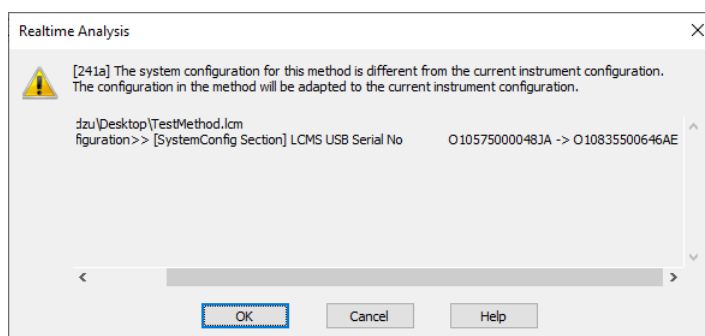 Realtime Analysis
[241a] The system configuration for this method is different from the current instrument configuration.
The configuration in the method will be adapted to the current instrument configuration.
dzu\Desktop\TestMethod.lcm
figuration>> [SystemConfig Section] LCMS USB Serial No O10575000048JA -> O10835500646AE
OK
Cancel
Help